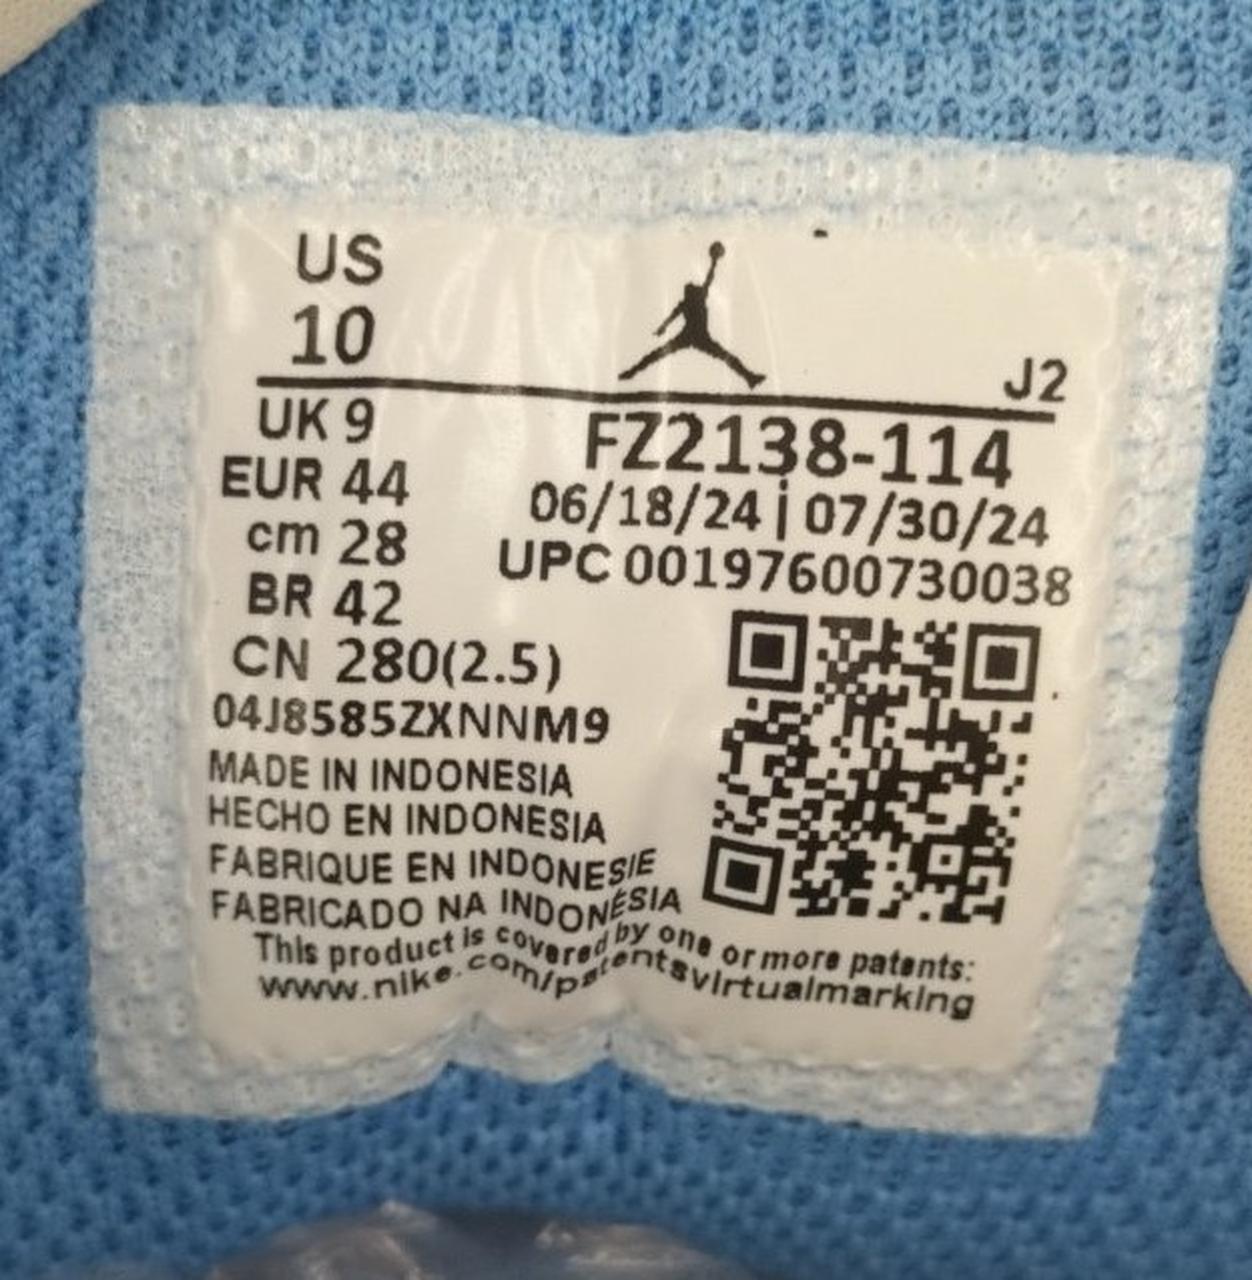 US
10
J2
UK 9
EUR 44
cm 28
BR 42
CN 280(2.5)
FZ2138-114
06/18/24 | 07/30/24
UPC 00197600730038
04J8585ZXNNM9
MADE IN INDONESIA
HECHO EN INDONESIA
FABRIQUE EN INDONESIE
FABRICADO NA INDONÉSIA
This product is covered by one or more patents:
www.nike.com/patentsvirtualmarking